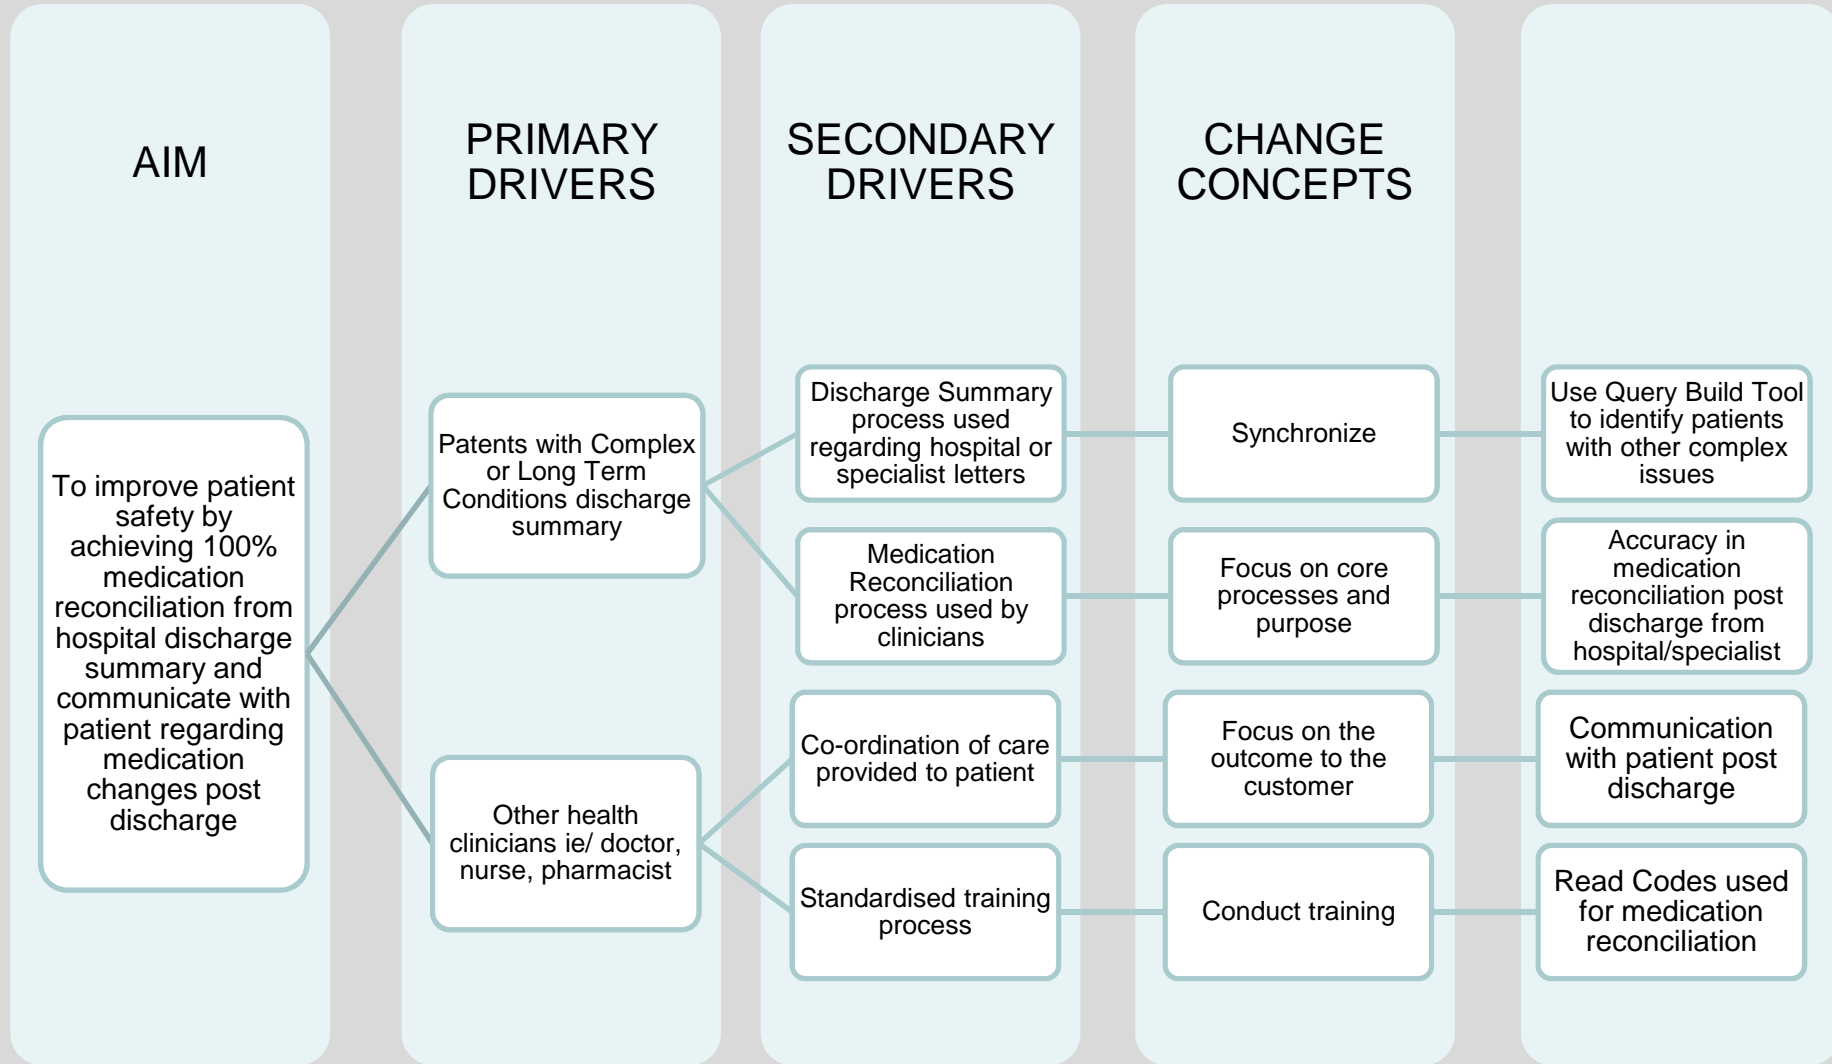 AIM
PRIMARY
DRIVERS
SECONDARY
DRIVERS
CHANGE
CONCEPTS
To improve patient
safety by
achieving 100%
medication
reconciliation from
hospital discharge
summary and
communicate with
patient regarding
medication
changes post
discharge
Patents with Complex
or Long Term
Conditions discharge
summary
Other health
clinicians ie/ doctor,
nurse, pharmacist
Discharge Summary
process used
regarding hospital or
specialist letters
Medication
Reconciliation
process used by
clinicians
Co-ordination of care
provided to patient
Standardised training
process
Synchronize
Focus on core
processes and
purpose
Focus on the
outcome to the
customer
Conduct training
Use Query Build Tool
to identify patients
with other complex
issues
Accuracy in
medication
reconciliation post
discharge from
hospital/specialist
Communication
with patient post
discharge
Read Codes used
for medication
reconciliation